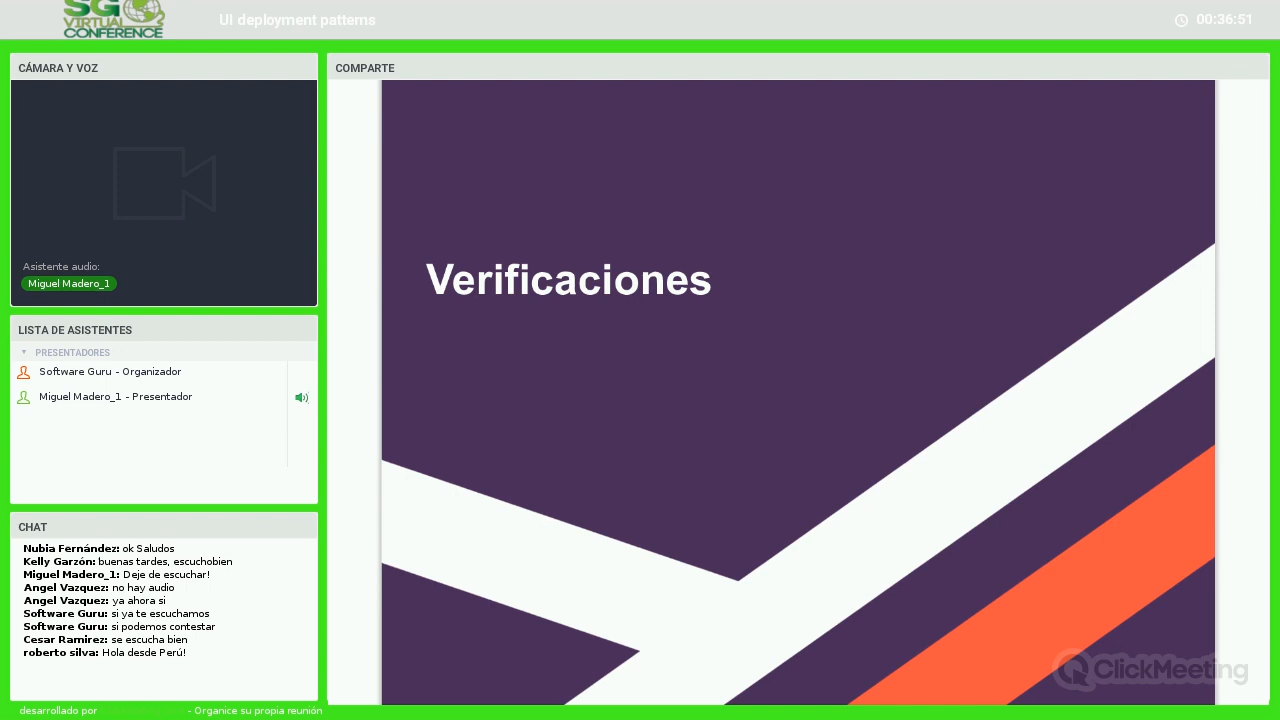 SG
VIRTUAL
CONFERENCE
UI deployment patterns
00:36:51
CÁMARA Y VOZ
Asistente audio:
Miguel Madero_1
LISTA DE ASISTENTES
PRESENTADORES
Software Guru - Organizador
Miguel Madero_1 - Presentador
CHAT
Nubia Fernández: ok Saludos
Kelly Garzón: buenas tardes, escuchobien
Miguel Madero_1: Deje de escuchar!
Angel Vazquez: no hay audio
Angel Vazquez: ya ahora si
Software Guru: si ya te escuchamos
Software Guru: si podemos contestar
Cesar Ramirez: se escucha bien
roberto silva: Hola desde Perú!
desarrollado por - Organice su propia reunión
COMPARTE
Verificaciones
ClickMeeting